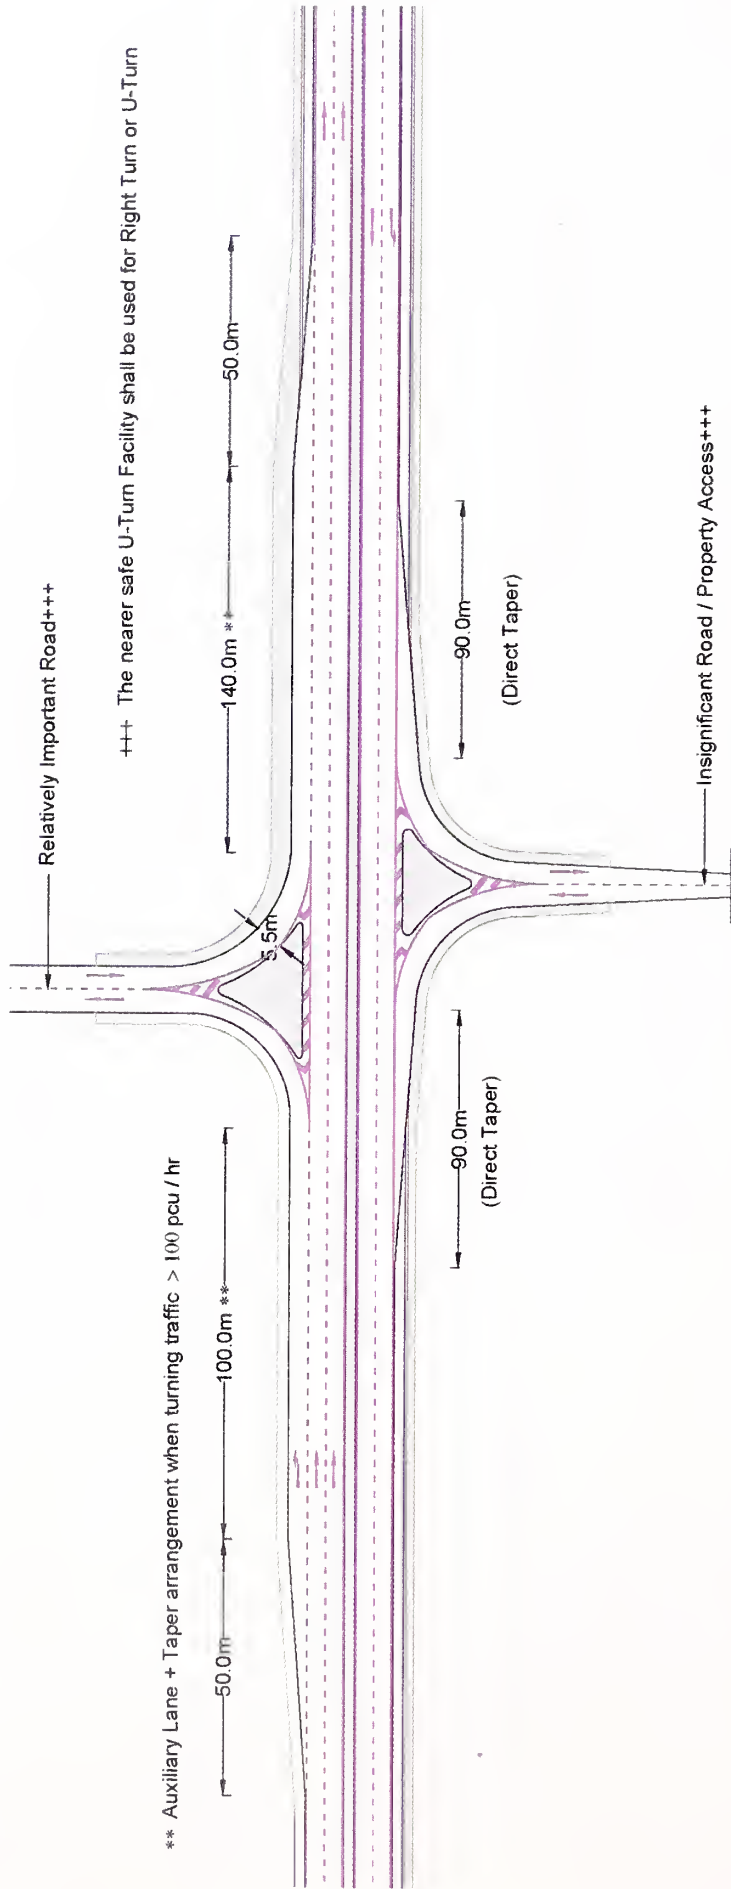 +++ The nearer safe U-Turn Facility shall be used for Right Turn or U-Turn
Relatively Important Road+++
** Auxiliary Lane + Taper arrangement when turning traffic > 100 pcu / hr
50.0m
100.0m **
140.0m **
50.0m
5.5m
90.0m
(Direct Taper)
90.0m
(Direct Taper)
Insignificant Road / Property Access+++